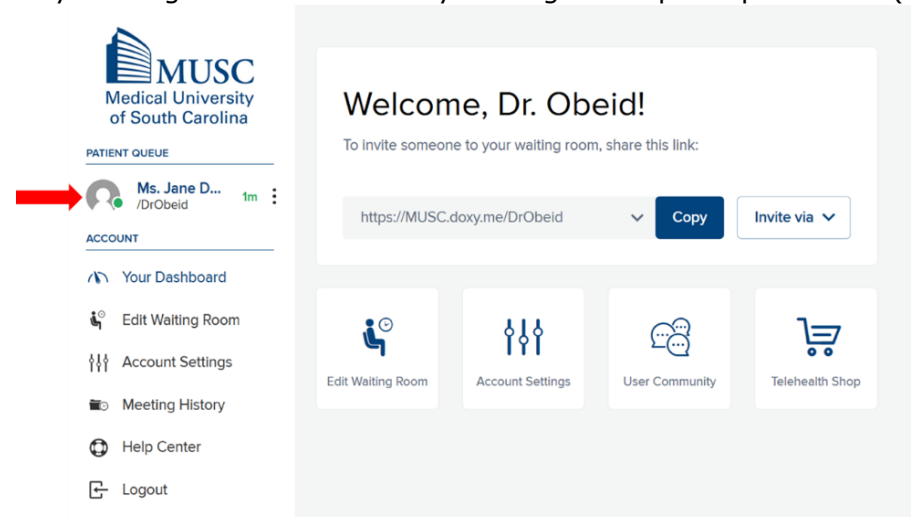 MUSC
Medical University
of South Carolina
PATIENT QUEUE
Ms. Jane D...
/DrObeid
1m
ACCOUNT
Your Dashboard
Edit Waiting Room
Account Settings
Meeting History
Help Center
Logout
Welcome, Dr. Obeid!
To invite someone to your waiting room, share this link:
https://MUSC.doxy.me/DrObeid
Copy
Invite via
Edit Waiting Room
Account Settings
User Community
Telehealth Shop